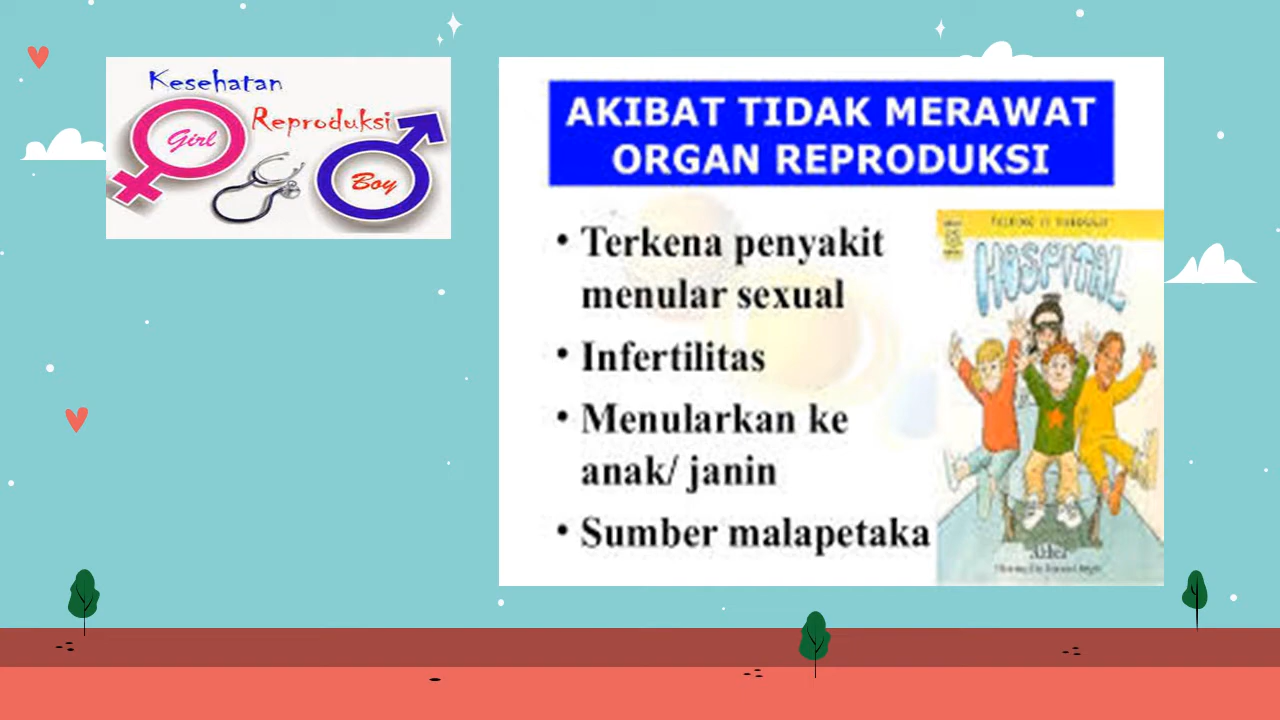 Kesehatan
Reproduksi
Girl
Boy
AKIBAT TIDAK MERAWAT
ORGAN REPRODUKSI
• Terkena penyakit
menular sexual
• Infertilitas
• Menularkan ke
anak/ janin
• Sumber malapetaka
HOSPITAL